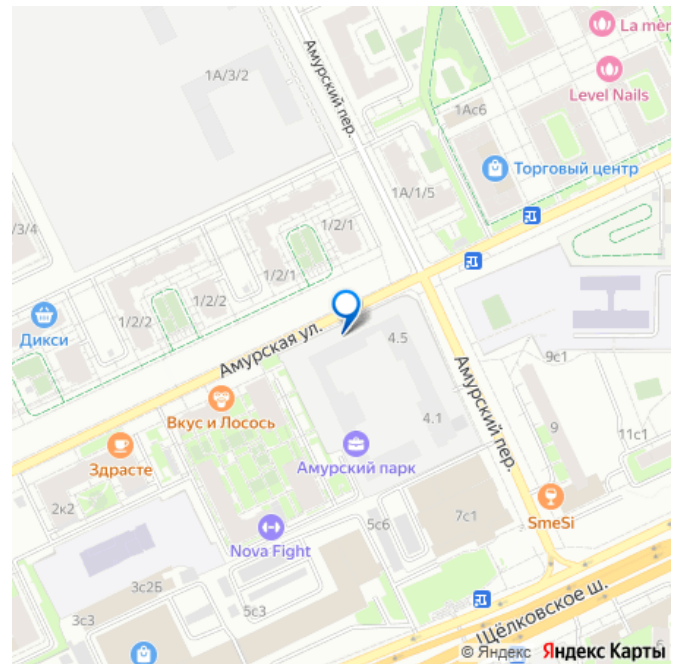 La mèr
Level Nails
1А/3/2
Амурский пер.
1Ас6
Торговый центр
1А/1/5
/3/4
1/2/1
1/2/1
1/2/2
1/2/2
Дикси
Амурская ул.
4.5
9с1
Амурский пер.
Вкус и Лосось
4.1
9
11с1
Здрасте
Амурский парк
2к2
SmeSi
7с1
5с6
Nova Fight
3с2Б
5с3
3с3
Щёлковское ш.
6
© Яндекс Яндекс Карты